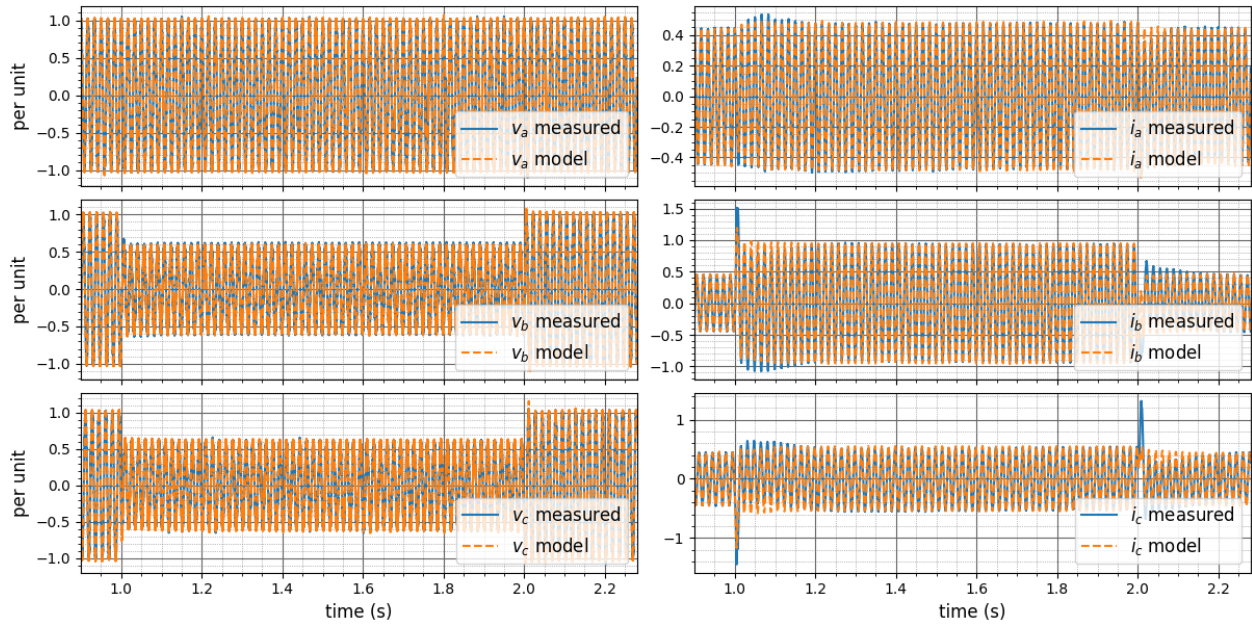 per unit
1.0
0.5
0.0
−0.5
−1.0
v_a measured
v_a model
0.4
0.2
0.0
−0.2
−0.4
i_a measured
i_a model
per unit
1.0
0.5
0.0
−0.5
−1.0
v_b measured
v_b model
1.5
1.0
0.5
0.0
−0.5
−1.0
i_b measured
i_b model
per unit
1.0
0.5
0.0
−0.5
−1.0
v_c measured
v_c model
1.0 1.2 1.4 1.6 1.8 2.0 2.2
time (s)
1
0
−1
i_c measured
i_c model
1.0 1.2 1.4 1.6 1.8 2.0 2.2
time (s)